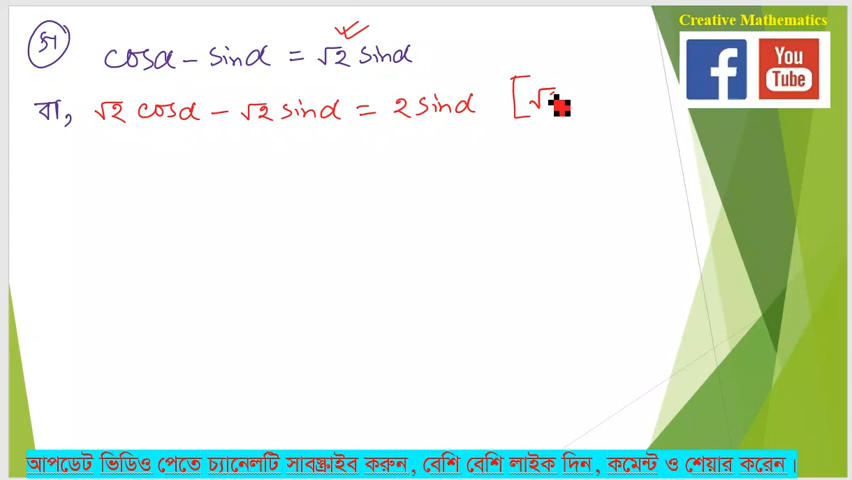 Creative Mathematics
f You Tube
ক cosα − sinα = √2 sinα
বা, √2 cosα − √2 sinα = 2 sinα [√
আপডেট ভিডিও পেতে চ্যানেলটি সাবস্ক্রাইব করুন, বেশি বেশি লাইক দিন, কমেন্ট ও শেয়ার করেন।